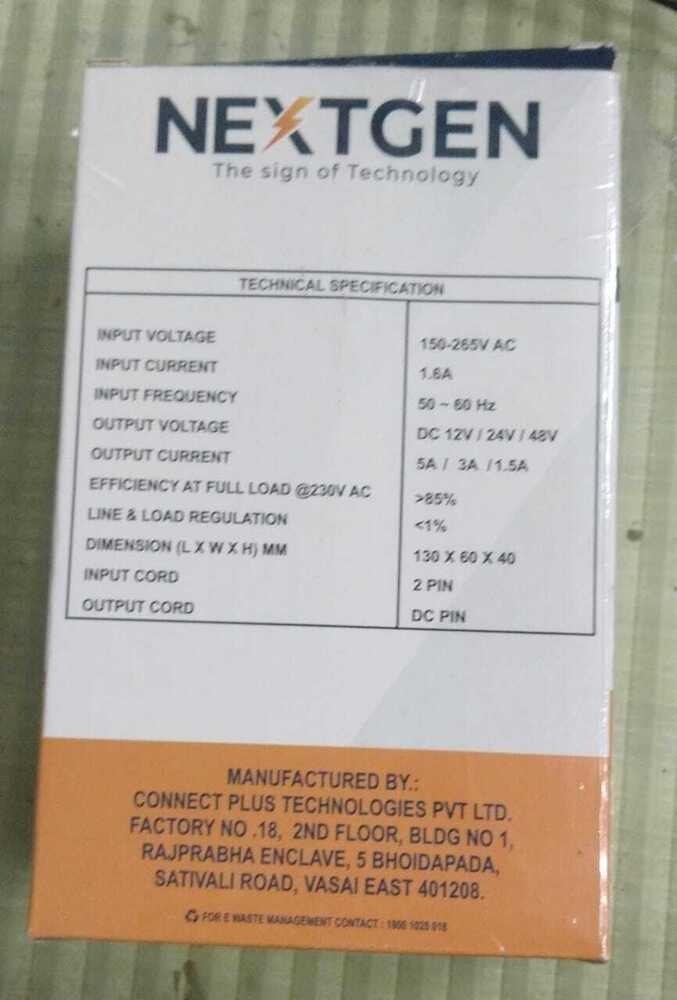 NEXTGEN
The sign of Technology
TECHNICAL SPECIFICATION
INPUT VOLTAGE 150-265V AC
INPUT CURRENT 1.6A
INPUT FREQUENCY 50 ~ 60 Hz
OUTPUT VOLTAGE DC 12V / 24V / 48V
OUTPUT CURRENT 5A / 3A / 1.5A
EFFICIENCY AT FULL LOAD @230V AC >85%
LINE & LOAD REGULATION <1%
DIMENSION (L X W X H) MM 130 X 60 X 40
INPUT CORD 2 PIN
OUTPUT CORD DC PIN
MANUFACTURED BY.:
CONNECT PLUS TECHNOLOGIES PVT LTD.
FACTORY NO .18, 2ND FLOOR, BLDG NO 1,
RAJPRABHA ENCLAVE, 5 BHOIDAPADA,
SATIVALI ROAD, VASAI EAST 401208.
FOR E WASTE MANAGEMENT CONTACT : 1800 1025 018